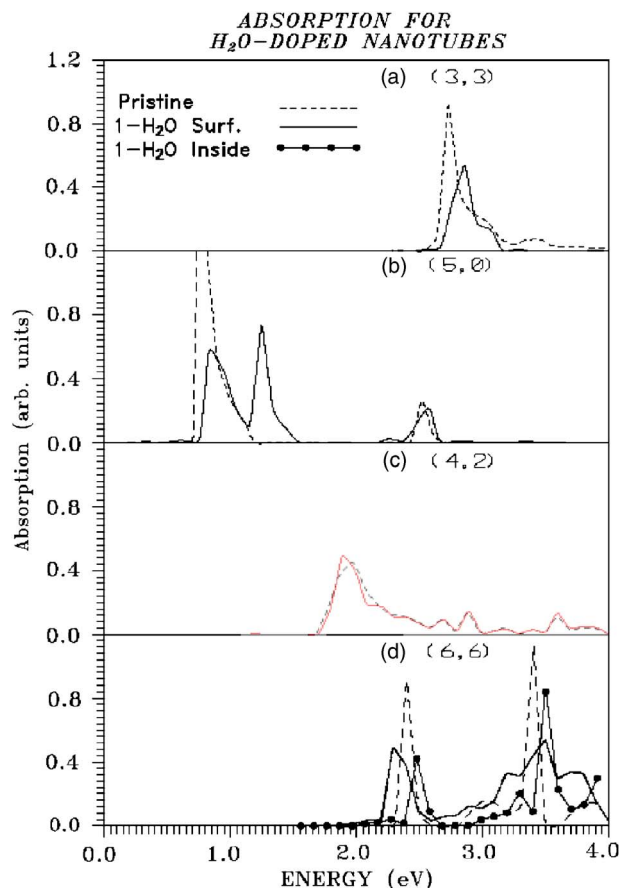 ABSORPTION FOR
H₂O-DOPED NANOTUBES
(a) (3,3)
Pristine
1-H₂O Surf.
1-H₂O Inside
1.2
0.8
0.4
0.0
(b) (5,0)
0.8
0.4
0.0
(c) (4,2)
0.8
0.4
0.0
(d) (6,6)
0.8
0.4
0.0
Absorption (arb. units)
0.0 1.0 2.0 3.0 4.0
ENERGY (eV)